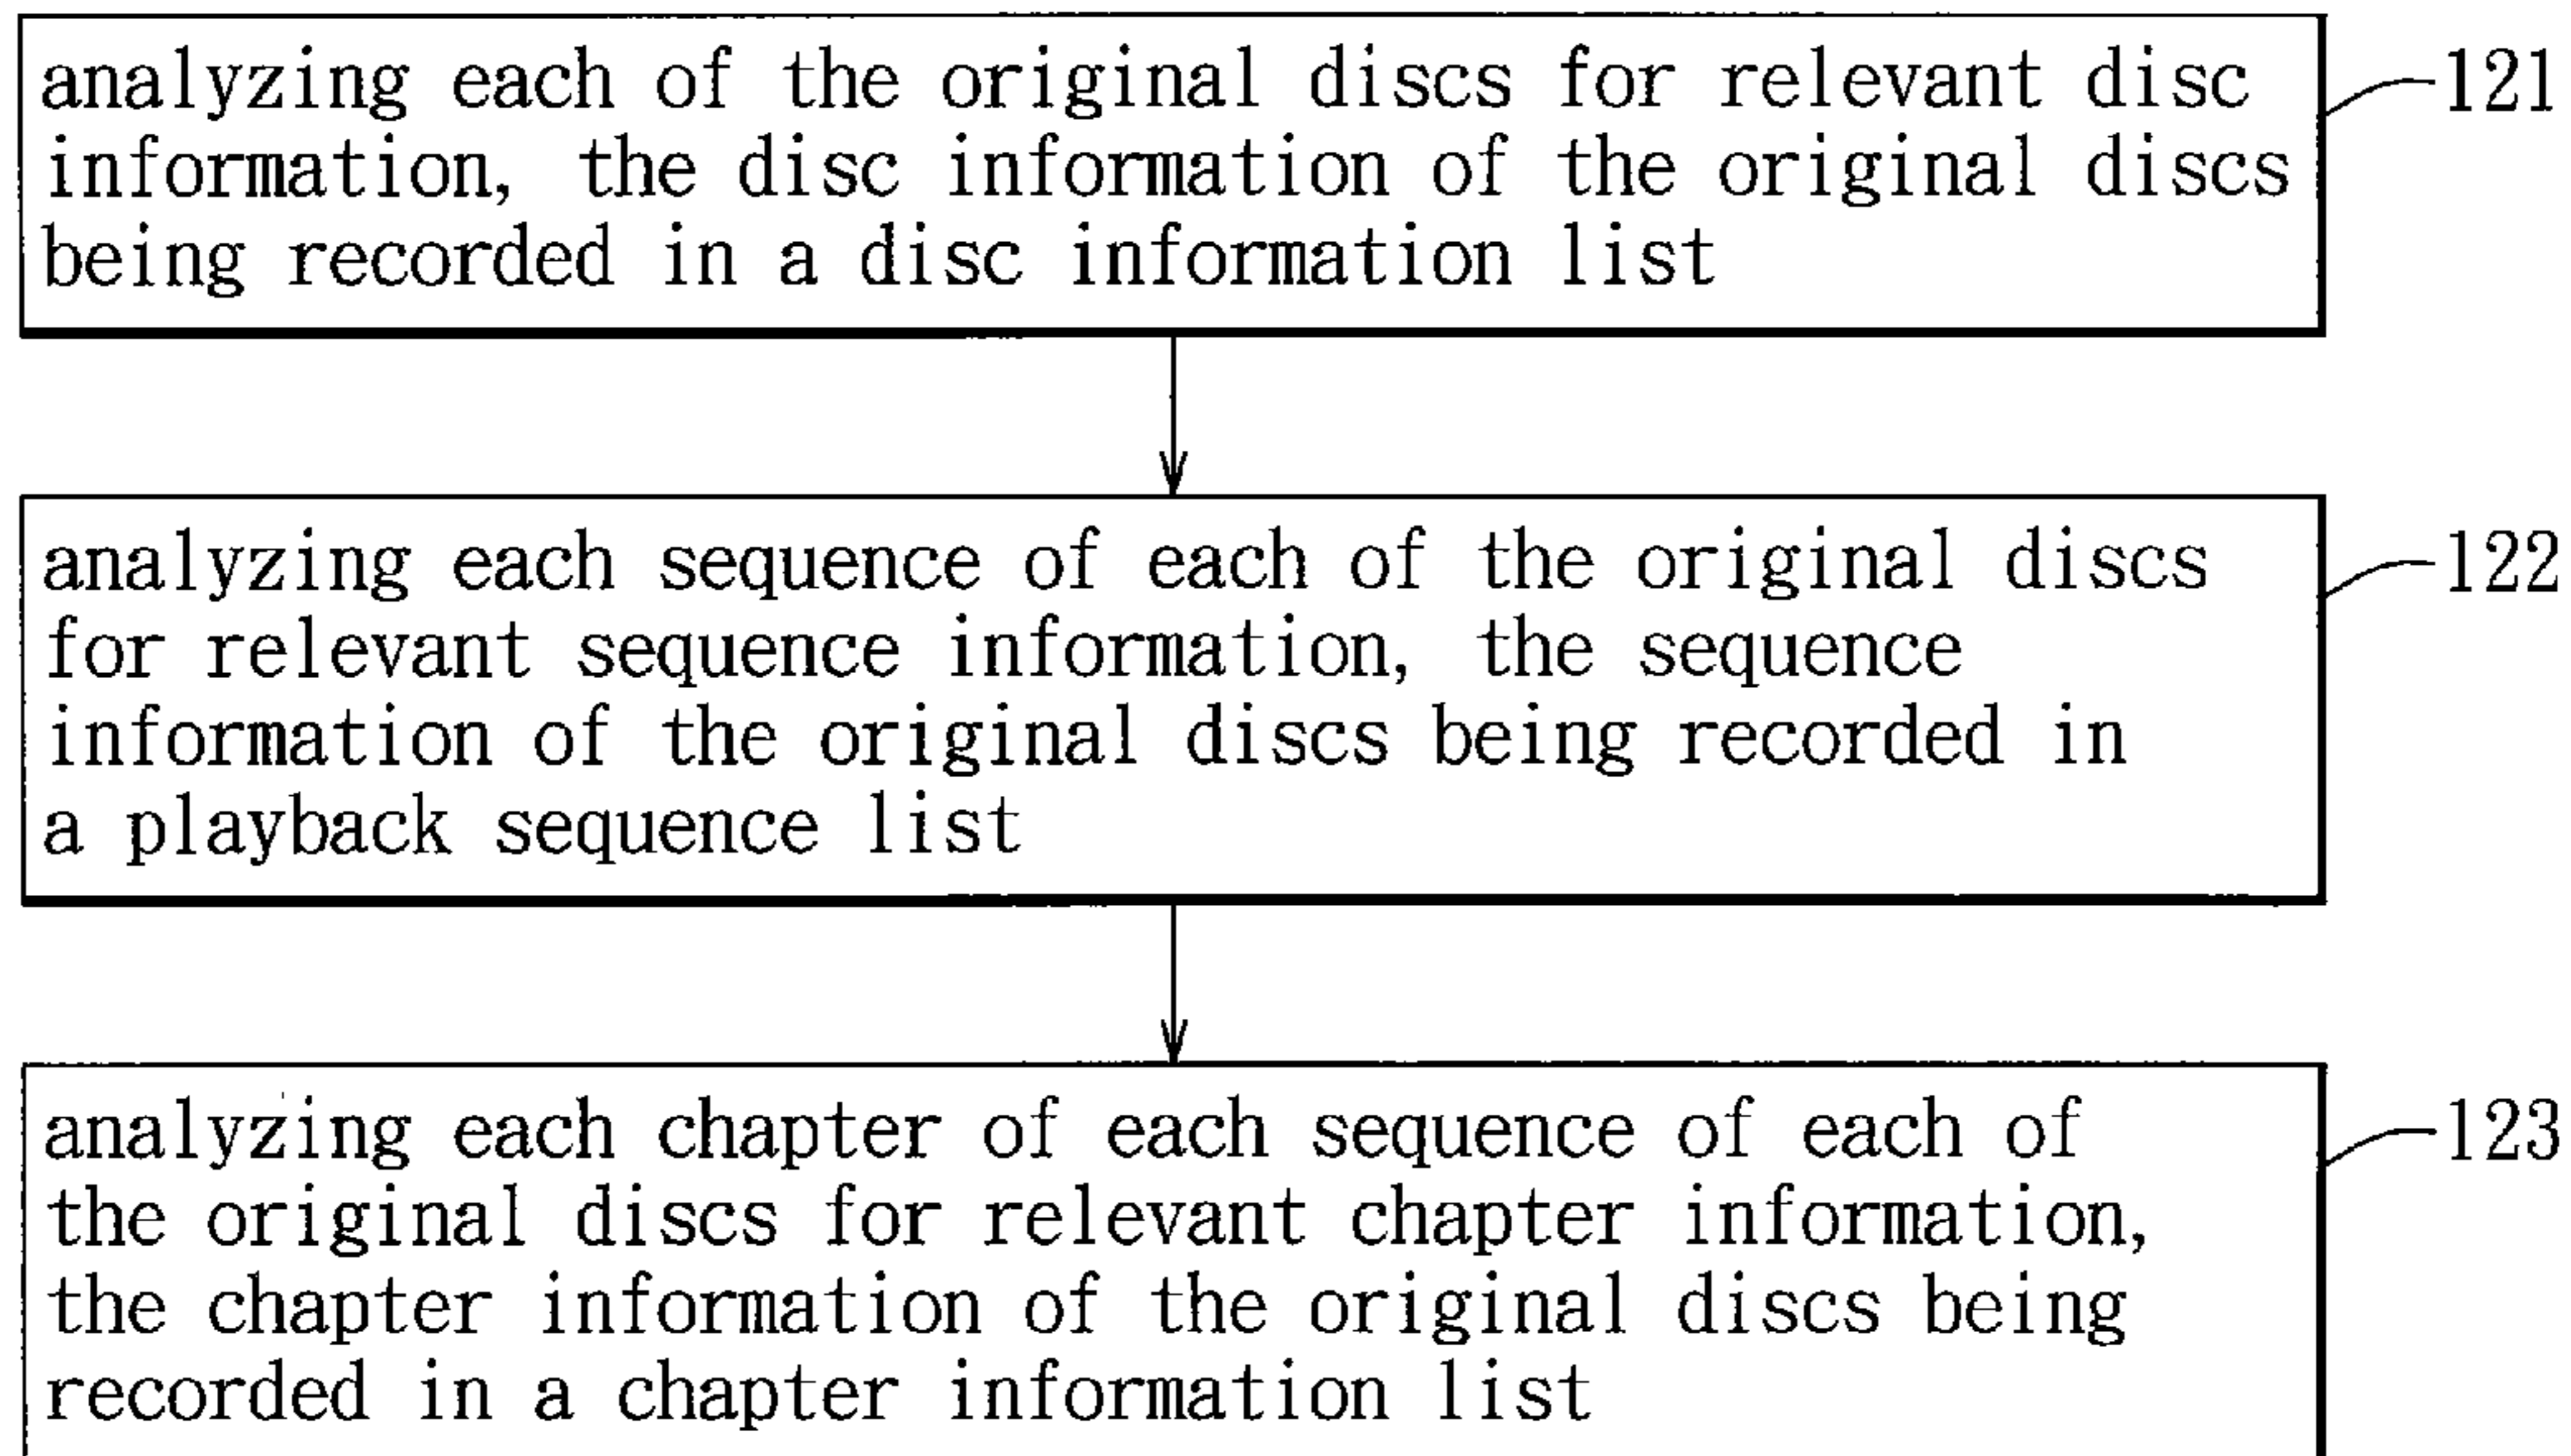 analyzing each of the original discs for relevant disc
information, the disc information of the original discs
being recorded in a disc information list
121
analyzing each sequence of each of the original discs
for relevant sequence information, the sequence
information of the original discs being recorded in
a playback sequence list
122
analyzing each chapter of each sequence of each of
the original discs for relevant chapter information,
the chapter information of the original discs being
recorded in a chapter information list
123